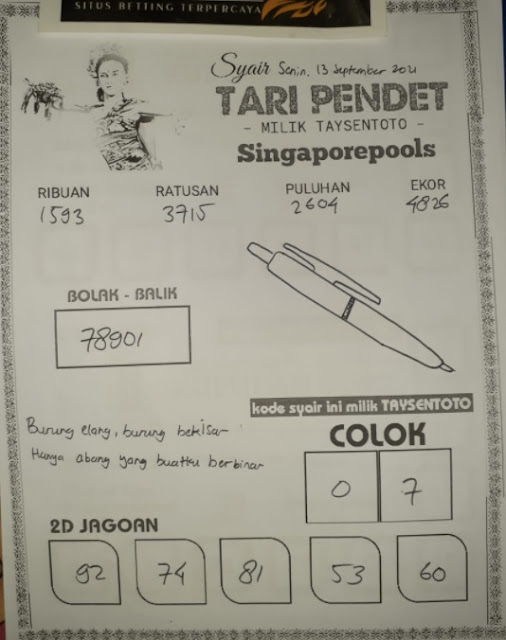 SITUS BETTING TERPERCAYA
Syair Senin, 13 September 2021
TARI PENDET
- MILIK TAYSENTOTO -
Singaporepools
RIBUAN RATUSAN PULUHAN EKOR
1593 3715 2604 4826
BOLAK - BALIK
78901
kode syair ini milik TAYSENTOTO
Burung elang, burung bekisar
Hanya abang yang buatku berbinar
COLOK
0 7
2D JAGOAN
92 74 81 53 60